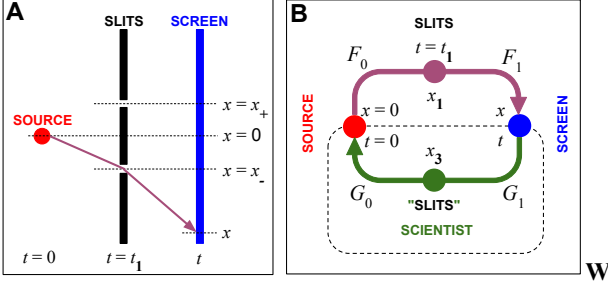 A
SLITS
SCREEN
SOURCE
x = x₊
x = 0
x = x₋
x
t = 0
t = t₁
t
B
SLITS
F₀
t = t₁
F₁
x₁
SOURCE
x = 0
t = 0
x
t
SCREEN
x₃
G₀
"SLITS"
G₁
SCIENTIST
W